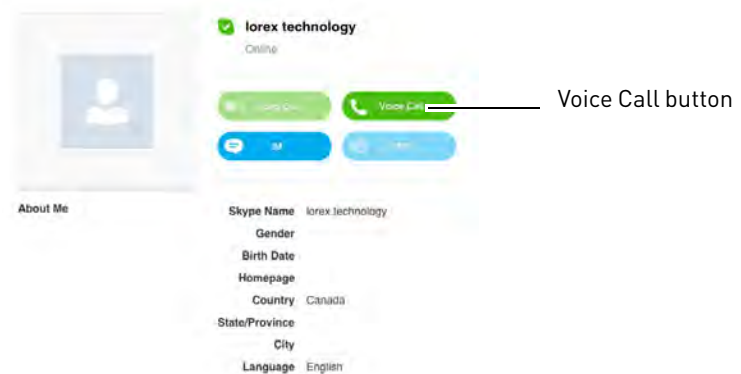 lorex technology
Online
Voice Call
Voice Call button
IM
About Me
Skype Name lorex.technology
Gender
Birth Date
Homepage
Country Canada
State/Province
City
Language English